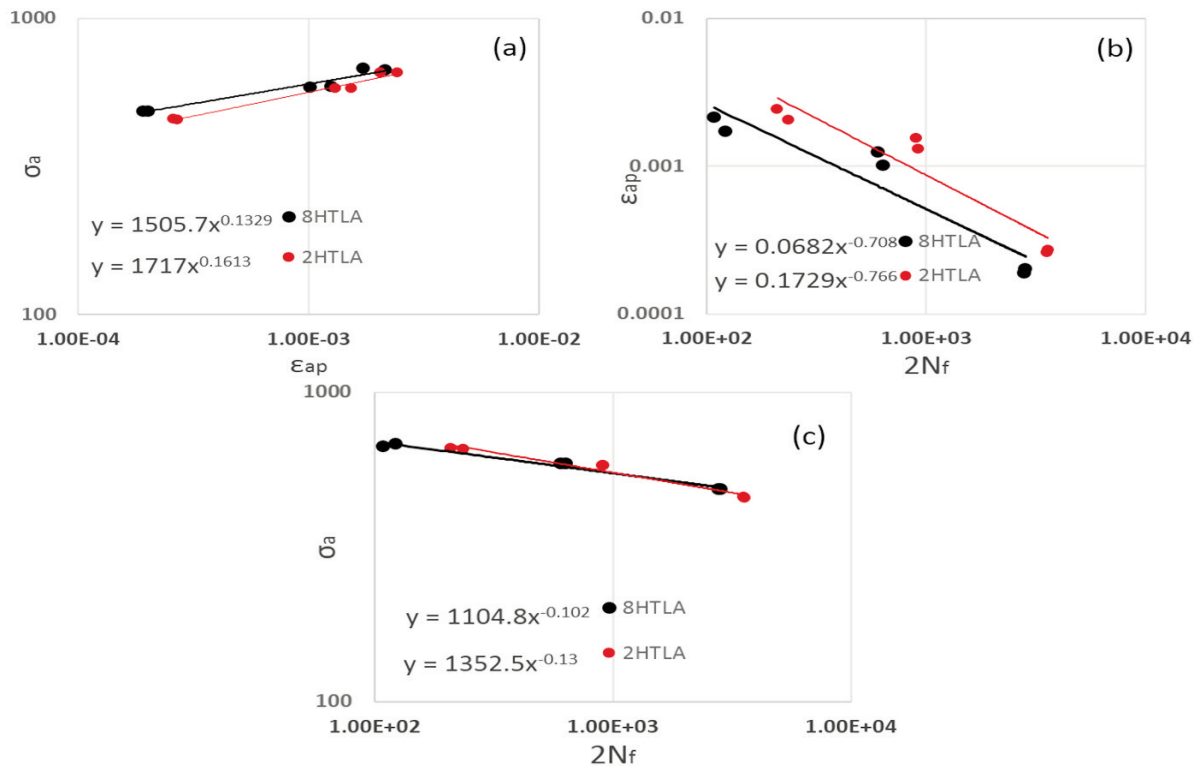 1000
(a)
σa
8HTLA
y = 1505.7x^0.1329
2HTLA
y = 1717x^0.1613
100
1.00E-04 1.00E-03 1.00E-02
εap
0.01
(b)
0.001
εap
8HTLA
y = 0.0682x^-0.708
2HTLA
y = 0.1729x^-0.766
0.0001
1.00E+02 1.00E+03 1.00E+04
2Nf
1000
(c)
σa
8HTLA
y = 1104.8x^-0.102
2HTLA
y = 1352.5x^-0.13
100
1.00E+02 1.00E+03 1.00E+04
2Nf